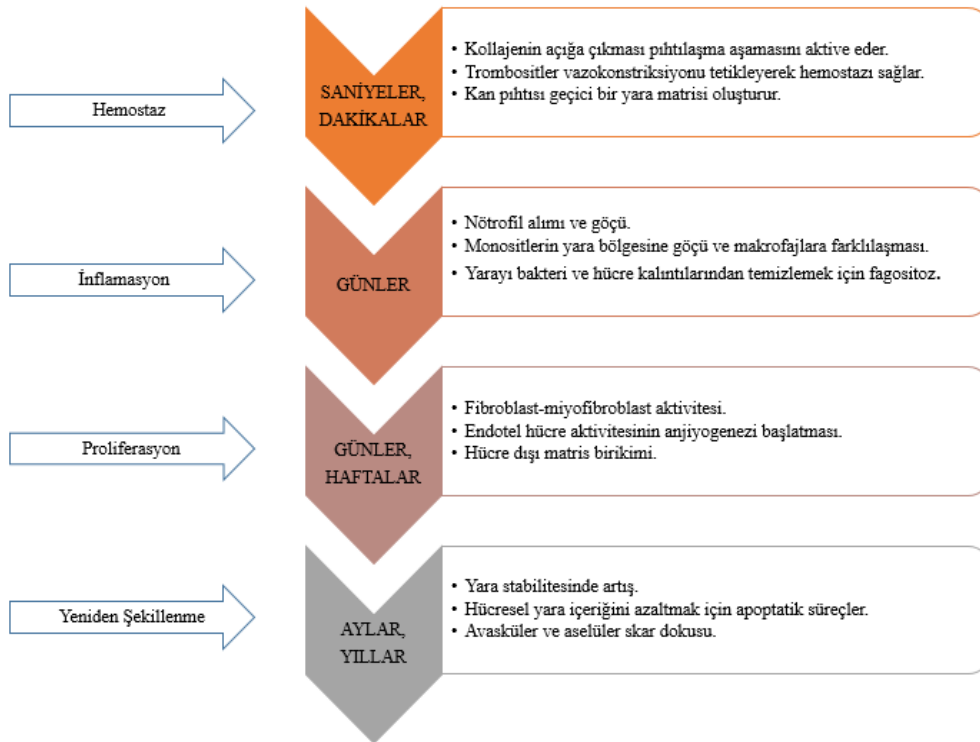 Hemostaz
SANİYELER,
DAKİKALAR
• Kollajenin açığa çıkması pıhtılaşma aşamasını aktive eder.
• Trombositler vazokonstriksiyonu tetikleyerek hemostazı sağlar.
• Kan pıhtısı geçici bir yara matrisi oluşturur.
İnflamasyon
GÜNLER
• Nötrofil alımı ve göçü.
• Monositlerin yara bölgesine göçü ve makrofajlara farklılaşması.
• Yarayı bakteri ve hücre kalıntılarından temizlemek için fagositoz.
Proliferasyon
GÜNLER,
HAFTALAR
• Fibroblast-miyofibroblast aktivitesi.
• Endotel hücre aktivitesinin anjiyogenezi başlatması.
• Hücre dışı matris birikimi.
Yeniden Şekillenme
AYLAR,
YILLAR
• Yara stabilitesinde artış.
• Hücresel yara içeriğini azaltmak için apoptatik süreçler.
• Avasküler ve aselüler skar dokusu.